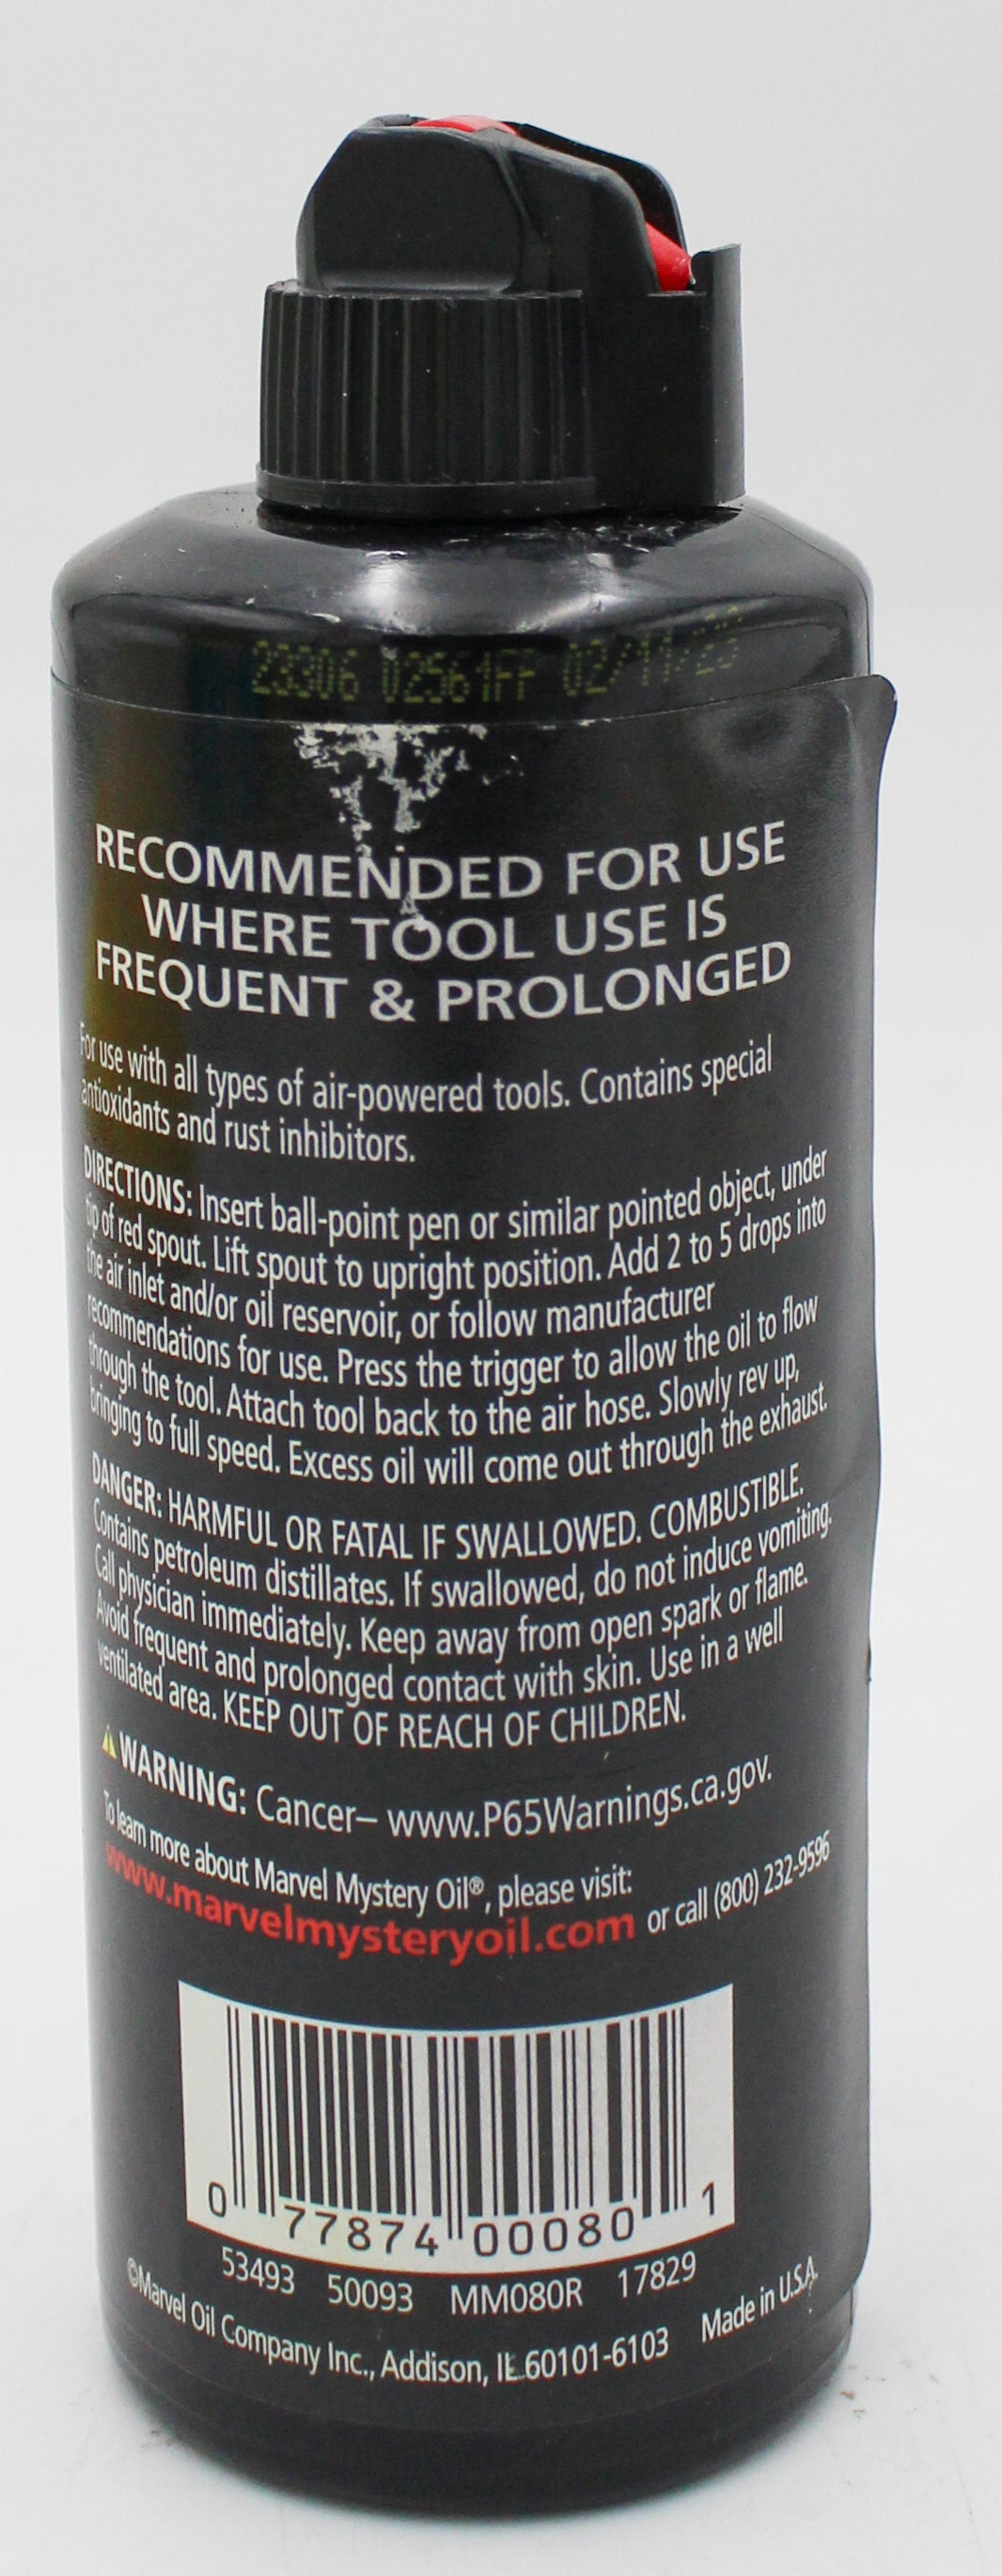 23306 02561FF 02/11/23
RECOMMENDED FOR USE
WHERE TOOL USE IS
FREQUENT & PROLONGED
For use with all types of air-powered tools. Contains special
antioxidants and rust inhibitors.
DIRECTIONS: Insert ball-point pen or similar pointed object, under
tip of red spout. Lift spout to upright position. Add 2 to 5 drops into
the air inlet and/or oil reservoir, or follow manufacturer
recommendations for use. Press the trigger to allow the oil to flow
through the tool. Attach tool back to the air hose. Slowly rev up,
bringing to full speed. Excess oil will come out through the exhaust.
DANGER: HARMFUL OR FATAL IF SWALLOWED. COMBUSTIBLE.
Contains petroleum distillates. If swallowed, do not induce vomiting.
Call physician immediately. Keep away from open spark or flame.
Avoid frequent and prolonged contact with skin. Use in a well
ventilated area. KEEP OUT OF REACH OF CHILDREN.
WARNING: Cancer– www.P65Warnings.ca.gov.
To learn more about Marvel Mystery Oil®, please visit:
www.marvelmysteryoil.com or call (800) 232-9596
0 77874 00080 1
53493 50093 MM080R 17829
©Marvel Oil Company Inc., Addison, IL 60101-6103 Made in U.S.A.